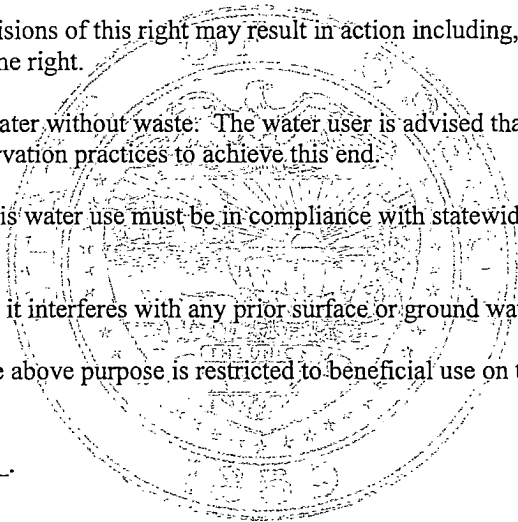 isions of this right may result in action including,
ne right.
ater without waste. The water user is advised tha
rvation practices to achieve this end.
is water use must be in compliance with statewid
it interferes with any prior surface or ground wa
e above purpose is restricted to beneficial use on t
1859